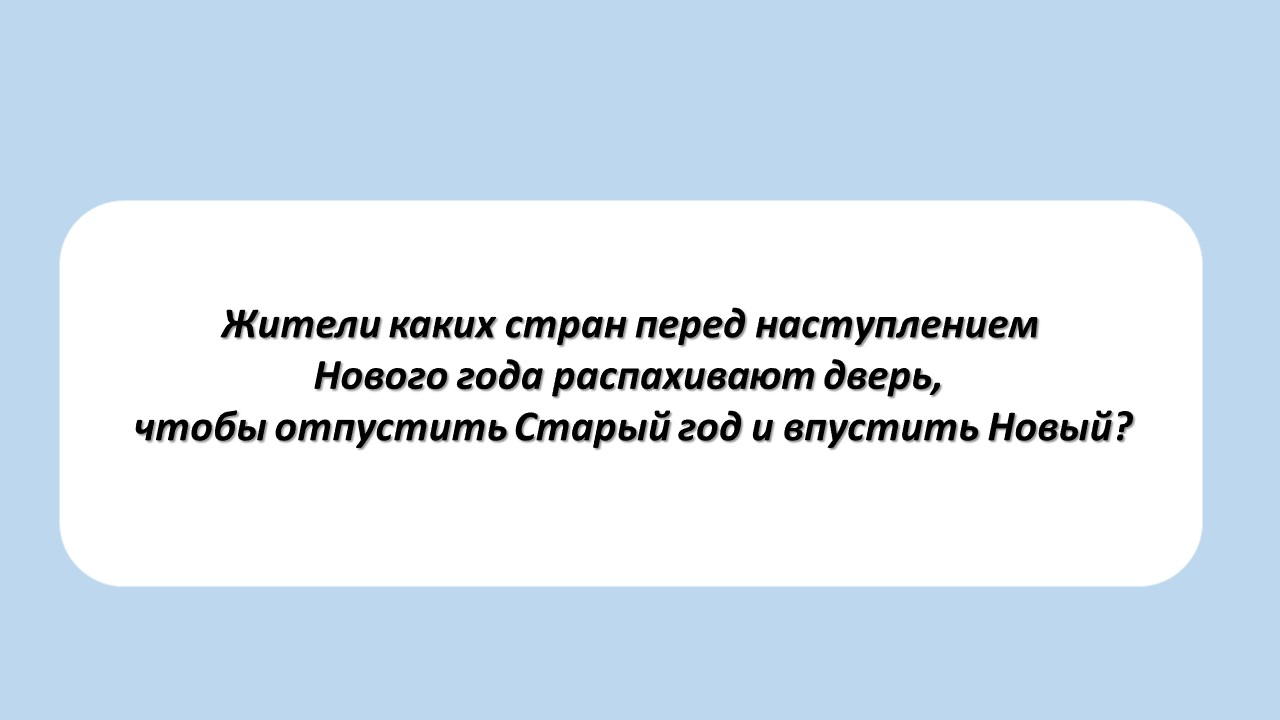 Жители каких стран перед наступлением
Нового года распахивают дверь,
чтобы отпустить Старый год и впустить Новый?